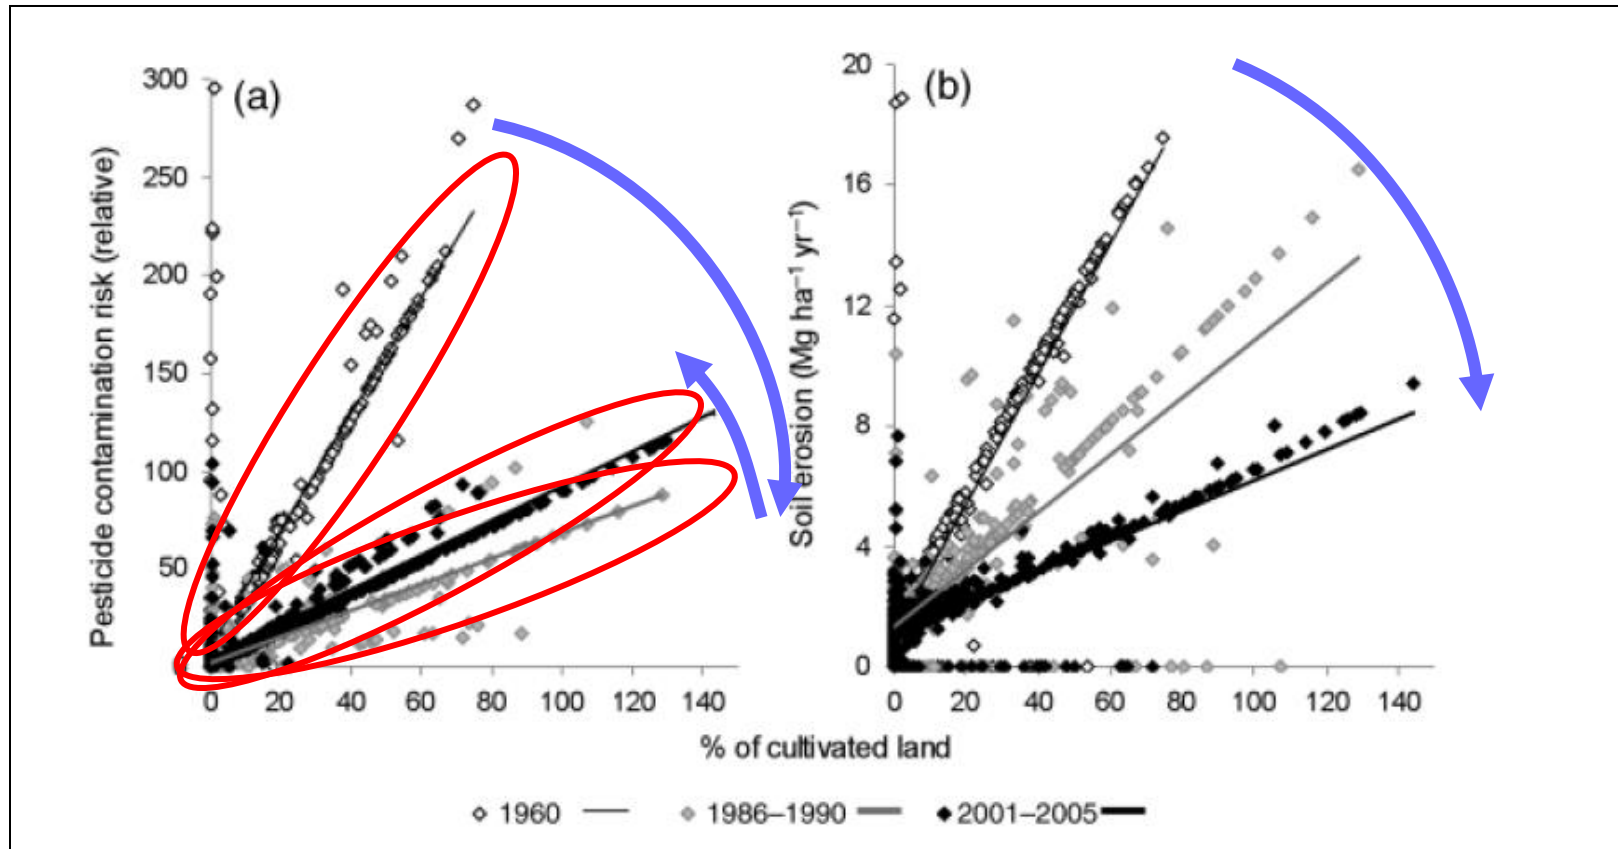 (a)
Pesticide contamination risk (relative)
300
250
200
150
100
50
0 20 40 60 80 100 120 140
(b)
Soil erosion (Mg ha⁻¹ yr⁻¹)
20
16
12
8
4
0
0 20 40 60 80 100 120 140
% of cultivated land
1960 1986–1990 2001–2005